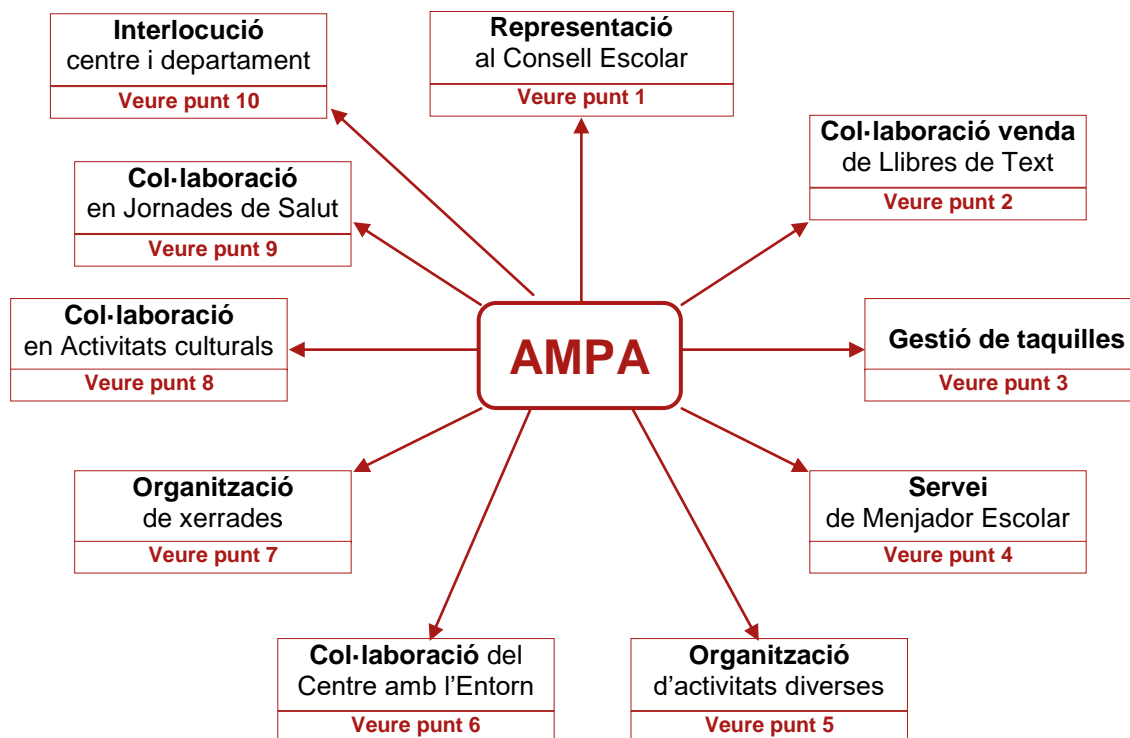 Interlocució
centre i departament
Veure punt 10
Representació
al Consell Escolar
Veure punt 1
Col·laboració venda
de Llibres de Text
Veure punt 2
Col·laboració
en Jornades de Salut
Veure punt 9
Col·laboració
en Activitats culturals
Veure punt 8
AMPA
Gestió de taquilles
Veure punt 3
Organització
de xerrades
Veure punt 7
Servei
de Menjador Escolar
Veure punt 4
Col·laboració del
Centre amb l’Entorn
Veure punt 6
Organització
d’activitats diverses
Veure punt 5